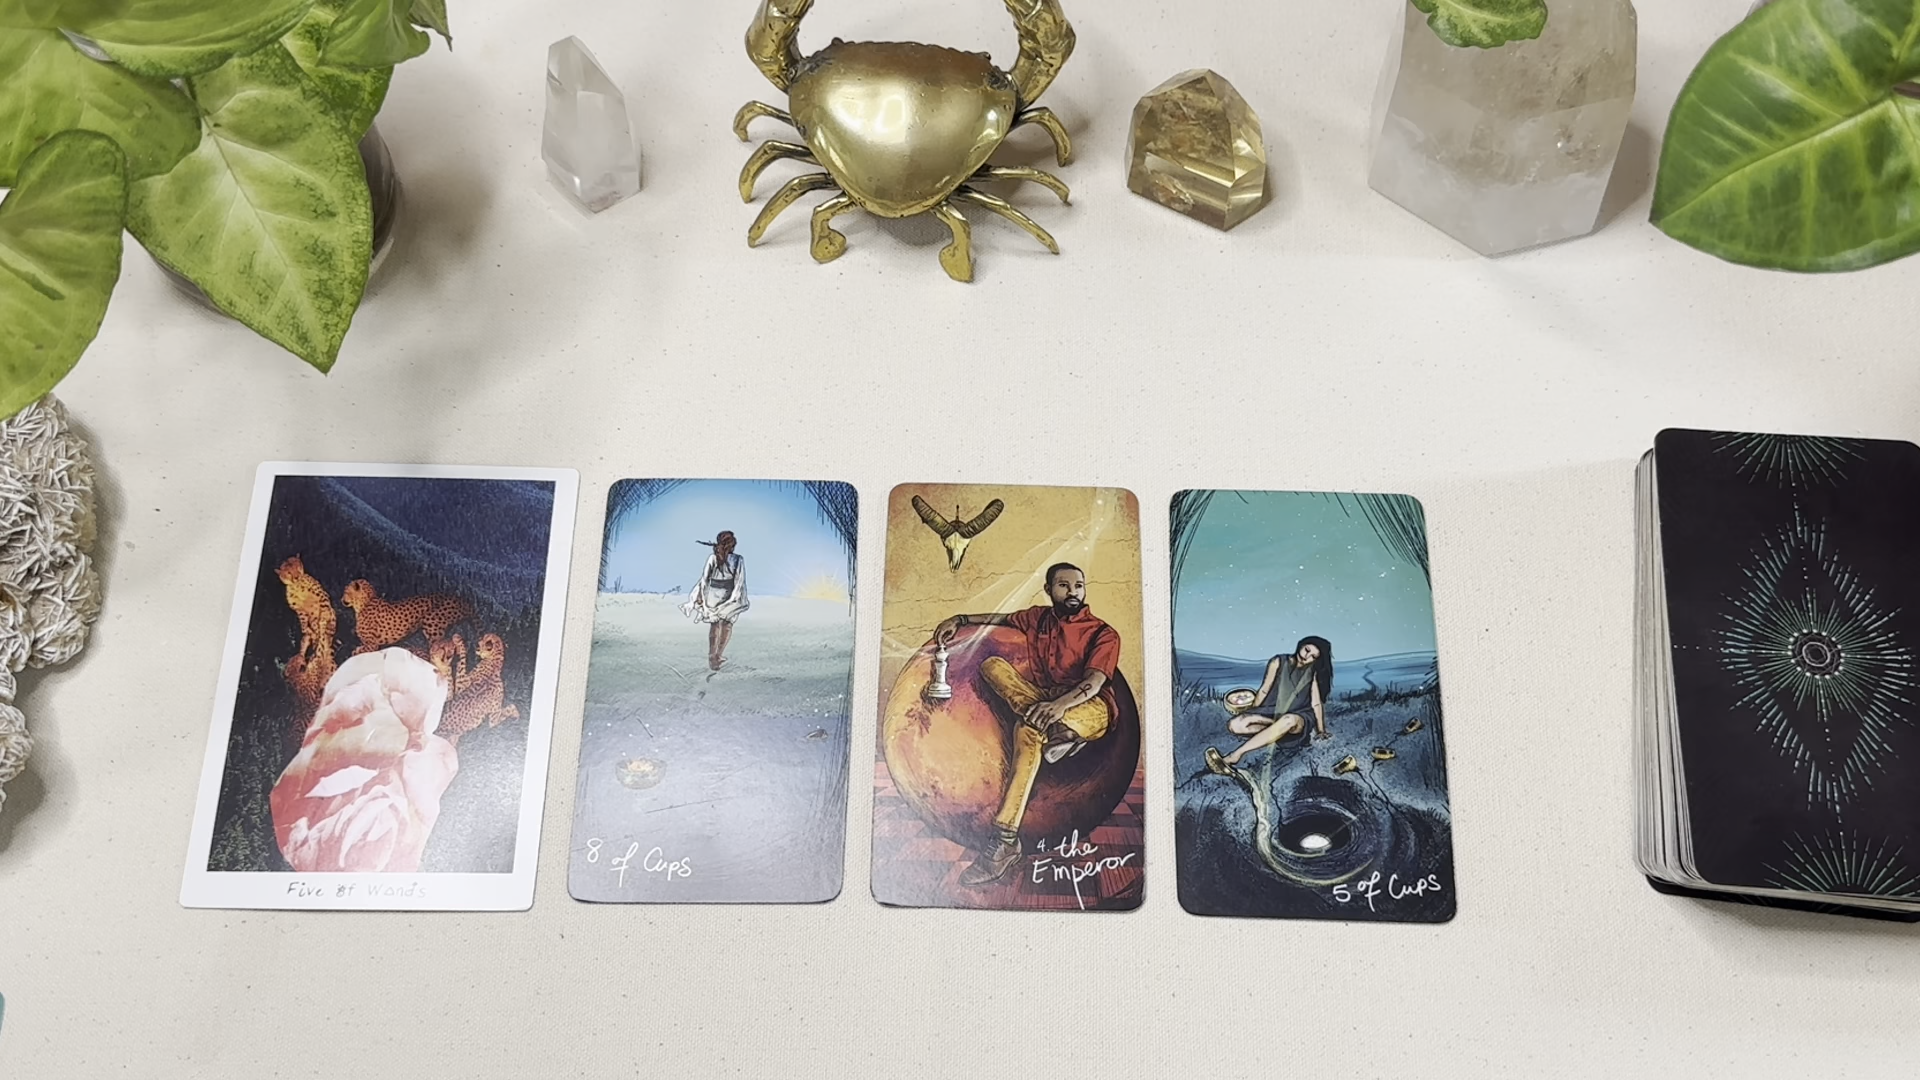 Five of Wands
8 of Cups
4. the
Emperor
5 of Cups